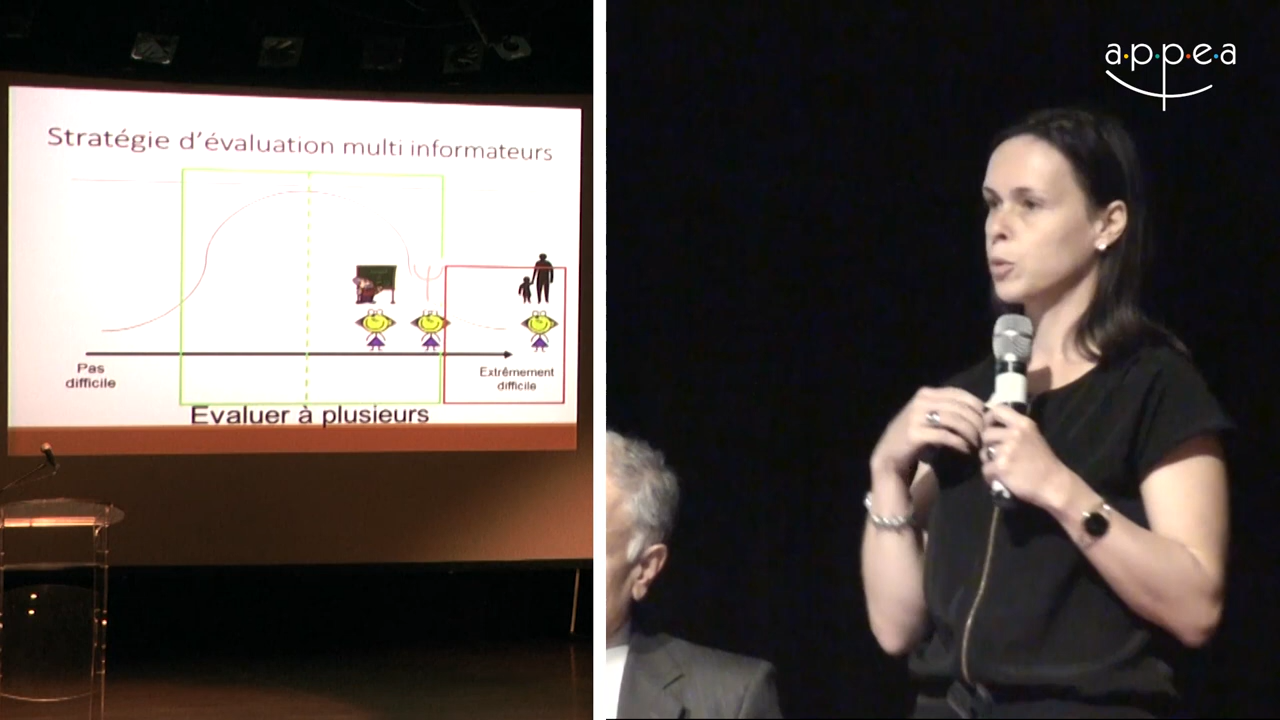 Stratégie d'évaluation multi informateurs
Pas
difficile
Extrêmement
difficile
Evaluer à plusieurs
a·p·p·e·a